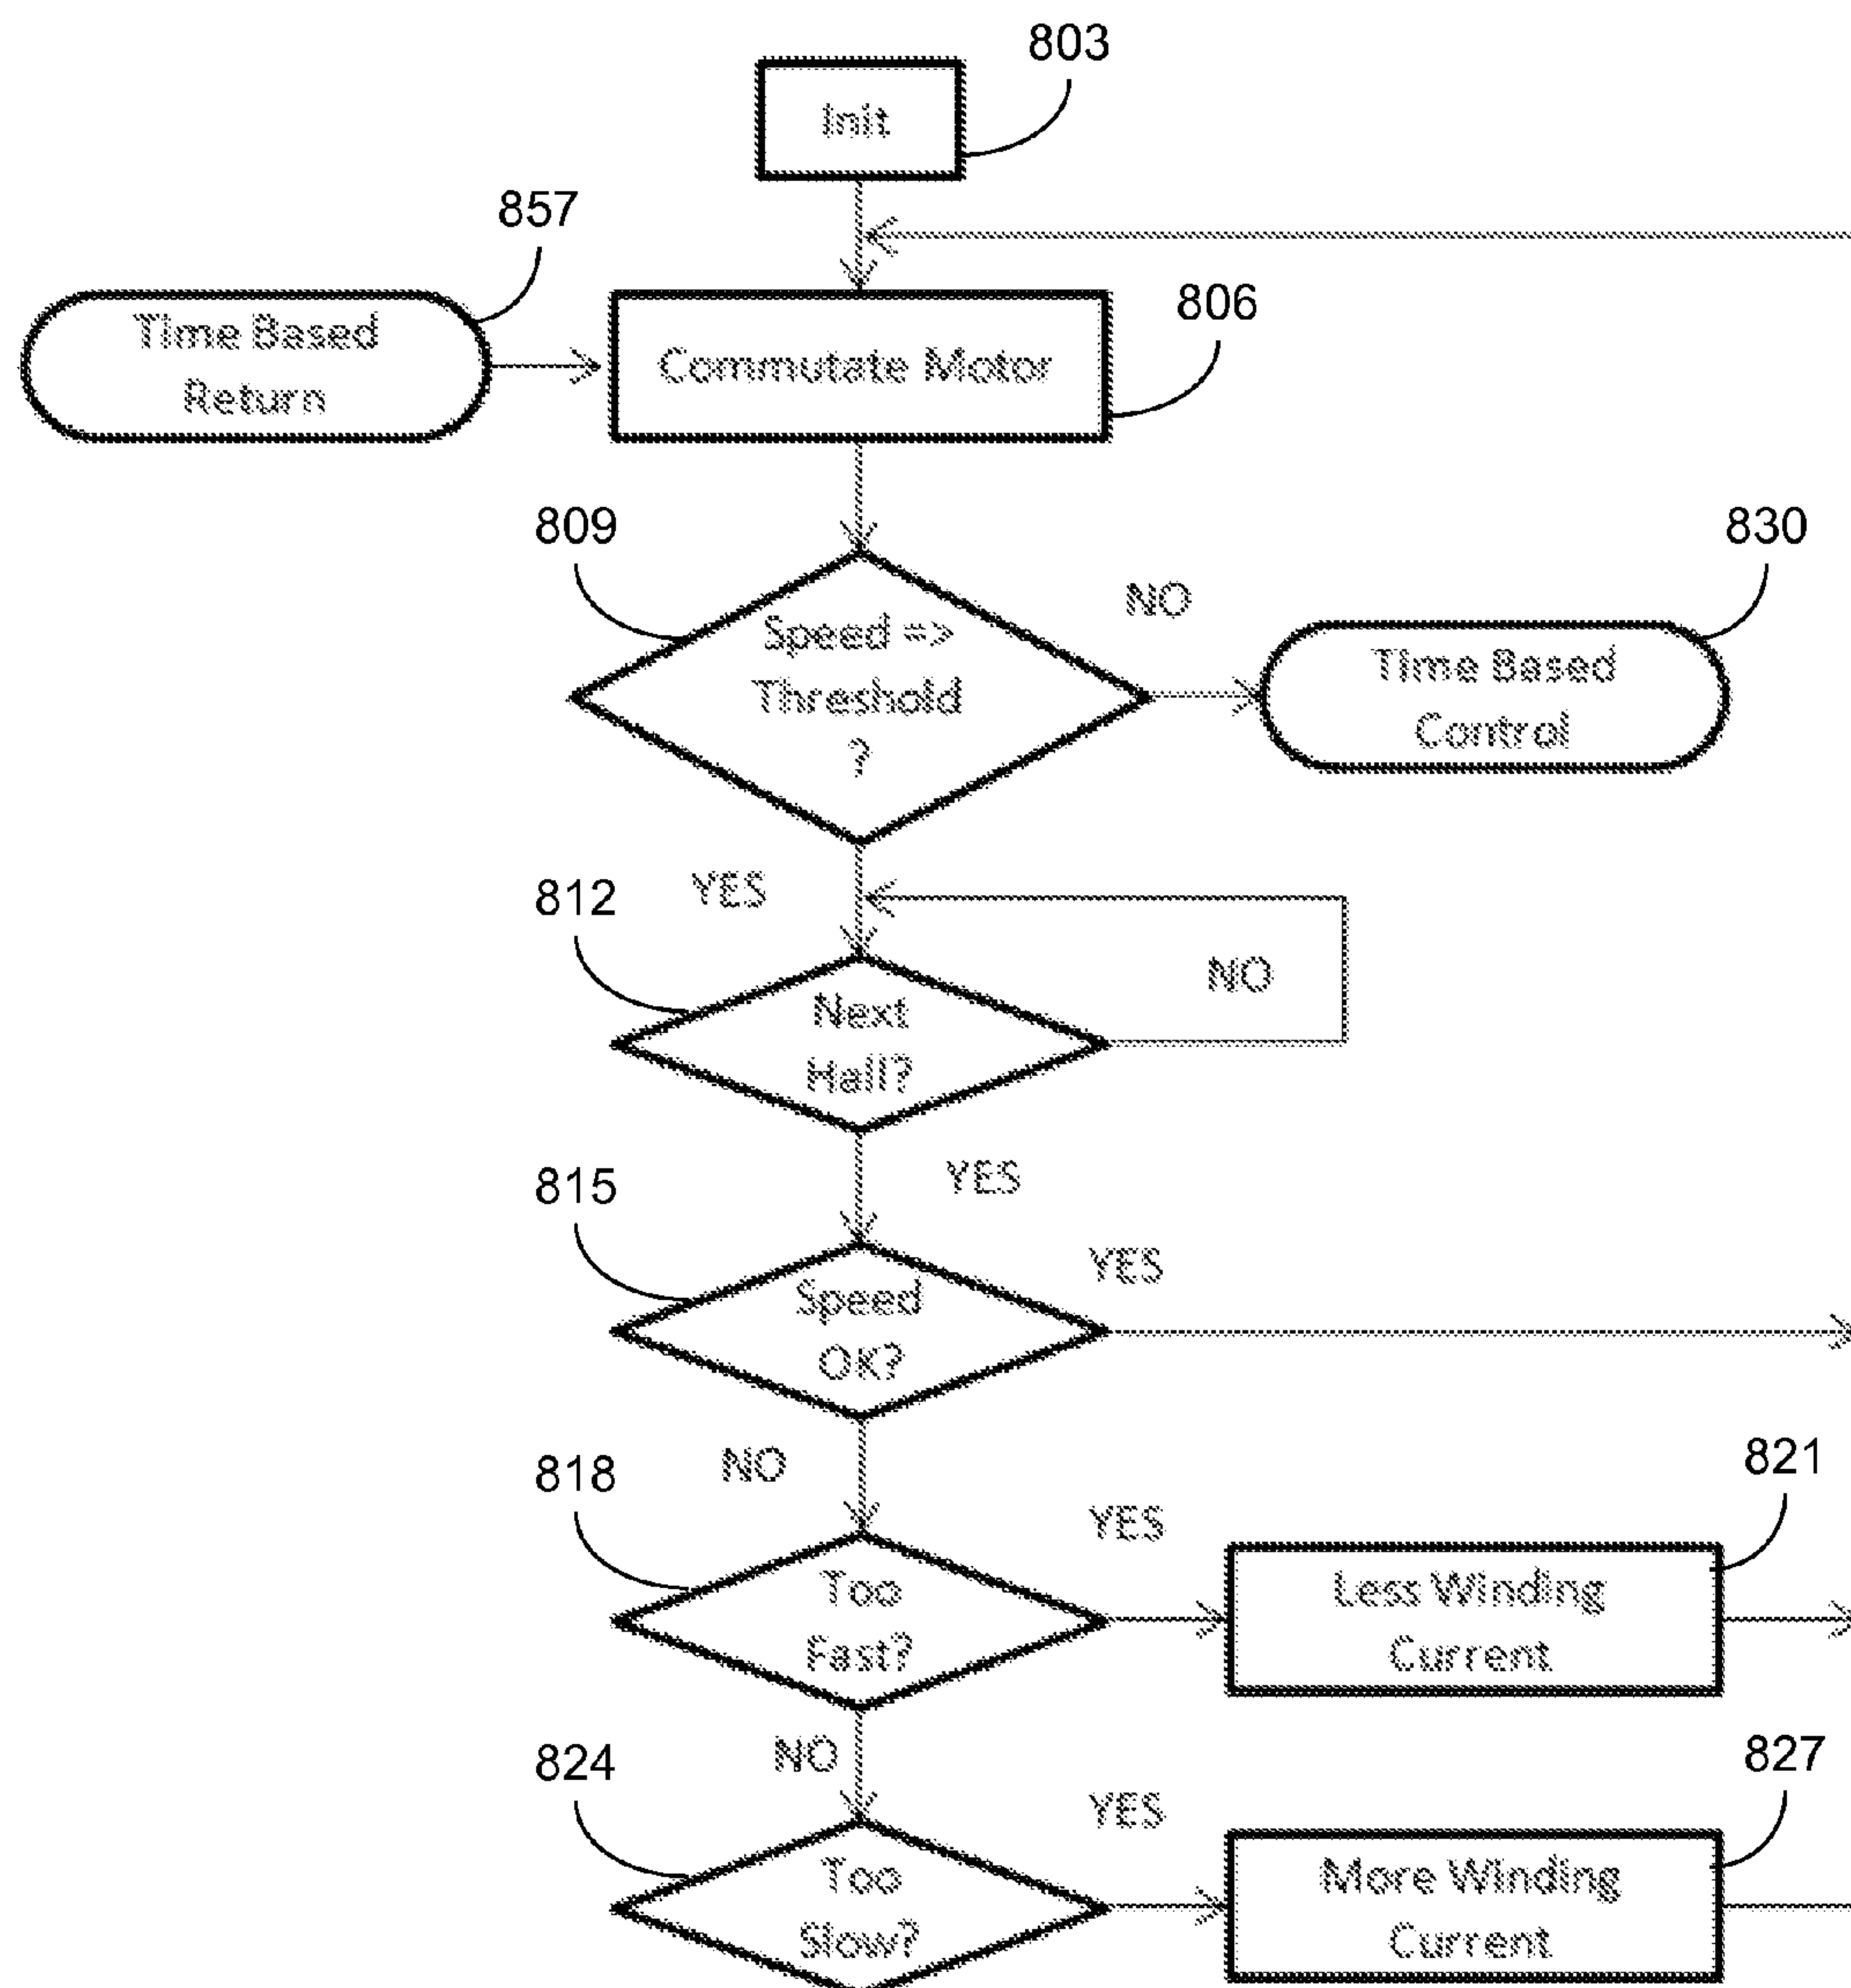 803
Init
857
Time Based
Return
806
Commutate Motor
809
Speed =>
Threshold
?
NO
830
Time Based
Control
YES
812
Next
Hall?
NO
YES
815
Speed
OK?
YES
NO
818
Too
Fast?
YES
821
Less Winding
Current
NO
824
Too
Slow?
YES
827
More Winding
Current